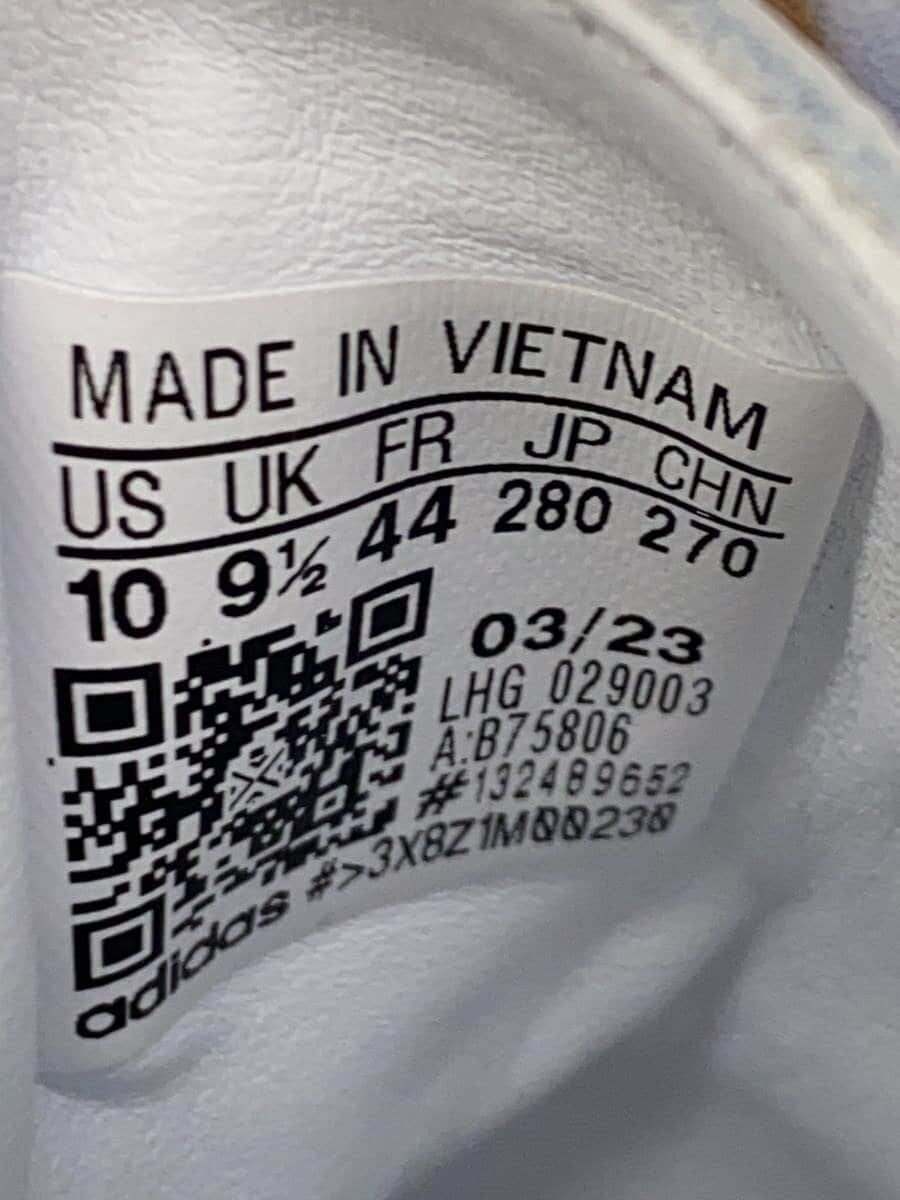 MADE IN VIETNAM
US UK FR JP CHN
10 9½ 44 280 270
03/23
LHG 029003
A:B75806
#132489652
adidas #>3X8Z1M00230